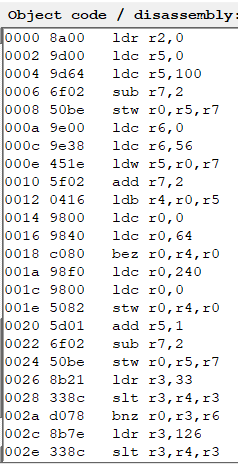 Object code / disassembly:
0000 8a00 ldr r2,0
0002 9d00 ldc r5,0
0004 9d64 ldc r5,100
0006 6f02 sub r7,2
0008 50be stw r0,r5,r7
000a 9e00 ldc r6,0
000c 9e38 ldc r6,56
000e 451e ldw r5,r0,r7
0010 5f02 add r7,2
0012 0416 ldb r4,r0,r5
0014 9800 ldc r0,0
0016 9840 ldc r0,64
0018 c080 bez r0,r4,r0
001a 98f0 ldc r0,240
001c 9800 ldc r0,0
001e 5082 stw r0,r4,r0
0020 5d01 add r5,1
0022 6f02 sub r7,2
0024 50be stw r0,r5,r7
0026 8b21 ldr r3,33
0028 338c slt r3,r4,r3
002a d078 bnz r0,r3,r6
002c 8b7e ldr r3,126
002e 338c slt r3,r4,r3